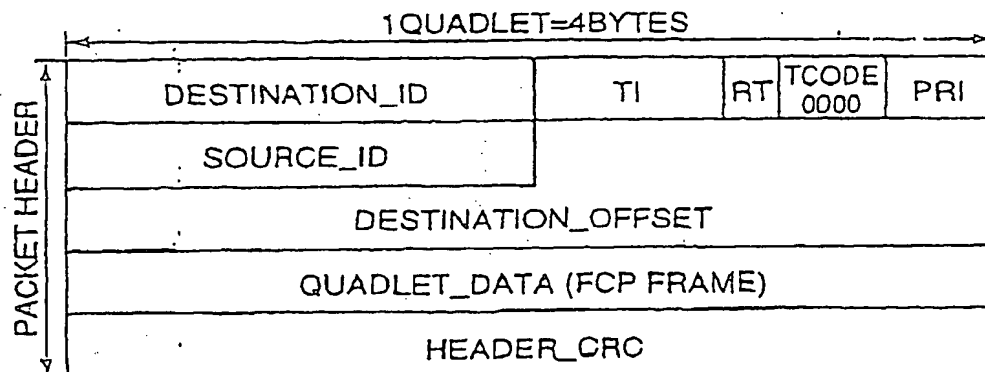 1QUADLET=4BYTES
PACKET HEADER
DESTINATION_ID
TI
RT
TCODE
0000
PRI
SOURCE_ID
DESTINATION_OFFSET
QUADLET_DATA (FCP FRAME)
HEADER_CRC